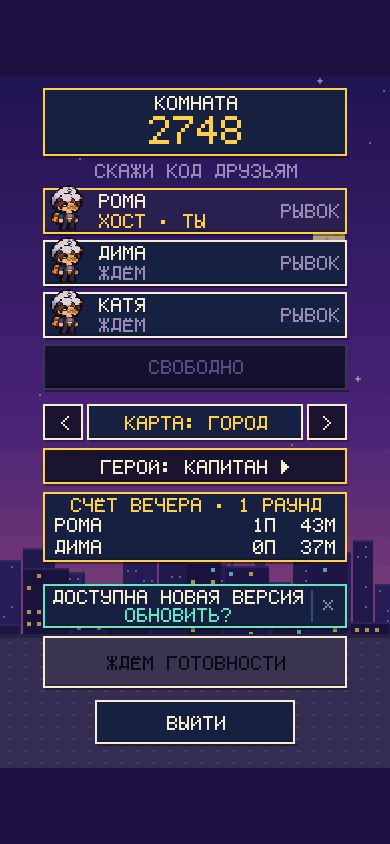 КОМНАТА
2748
СКАЖИ КОД ДРУЗЬЯМ
РОМА
ХОСТ · ТЫ
РЫВОК
ДИМА
ЖДЁМ
РЫВОК
КАТЯ
ЖДЁМ
РЫВОК
СВОБОДНО
< КАРТА: ГОРОД >
ГЕРОЙ: КАПИТАН ▶
СЧЁТ ВЕЧЕРА · 1 РАУНД
РОМА 1П 43М
ДИМА 0П 37М
ДОСТУПНА НОВАЯ ВЕРСИЯ
ОБНОВИТЬ?
×
ЖДЁМ ГОТОВНОСТИ
ВЫЙТИ